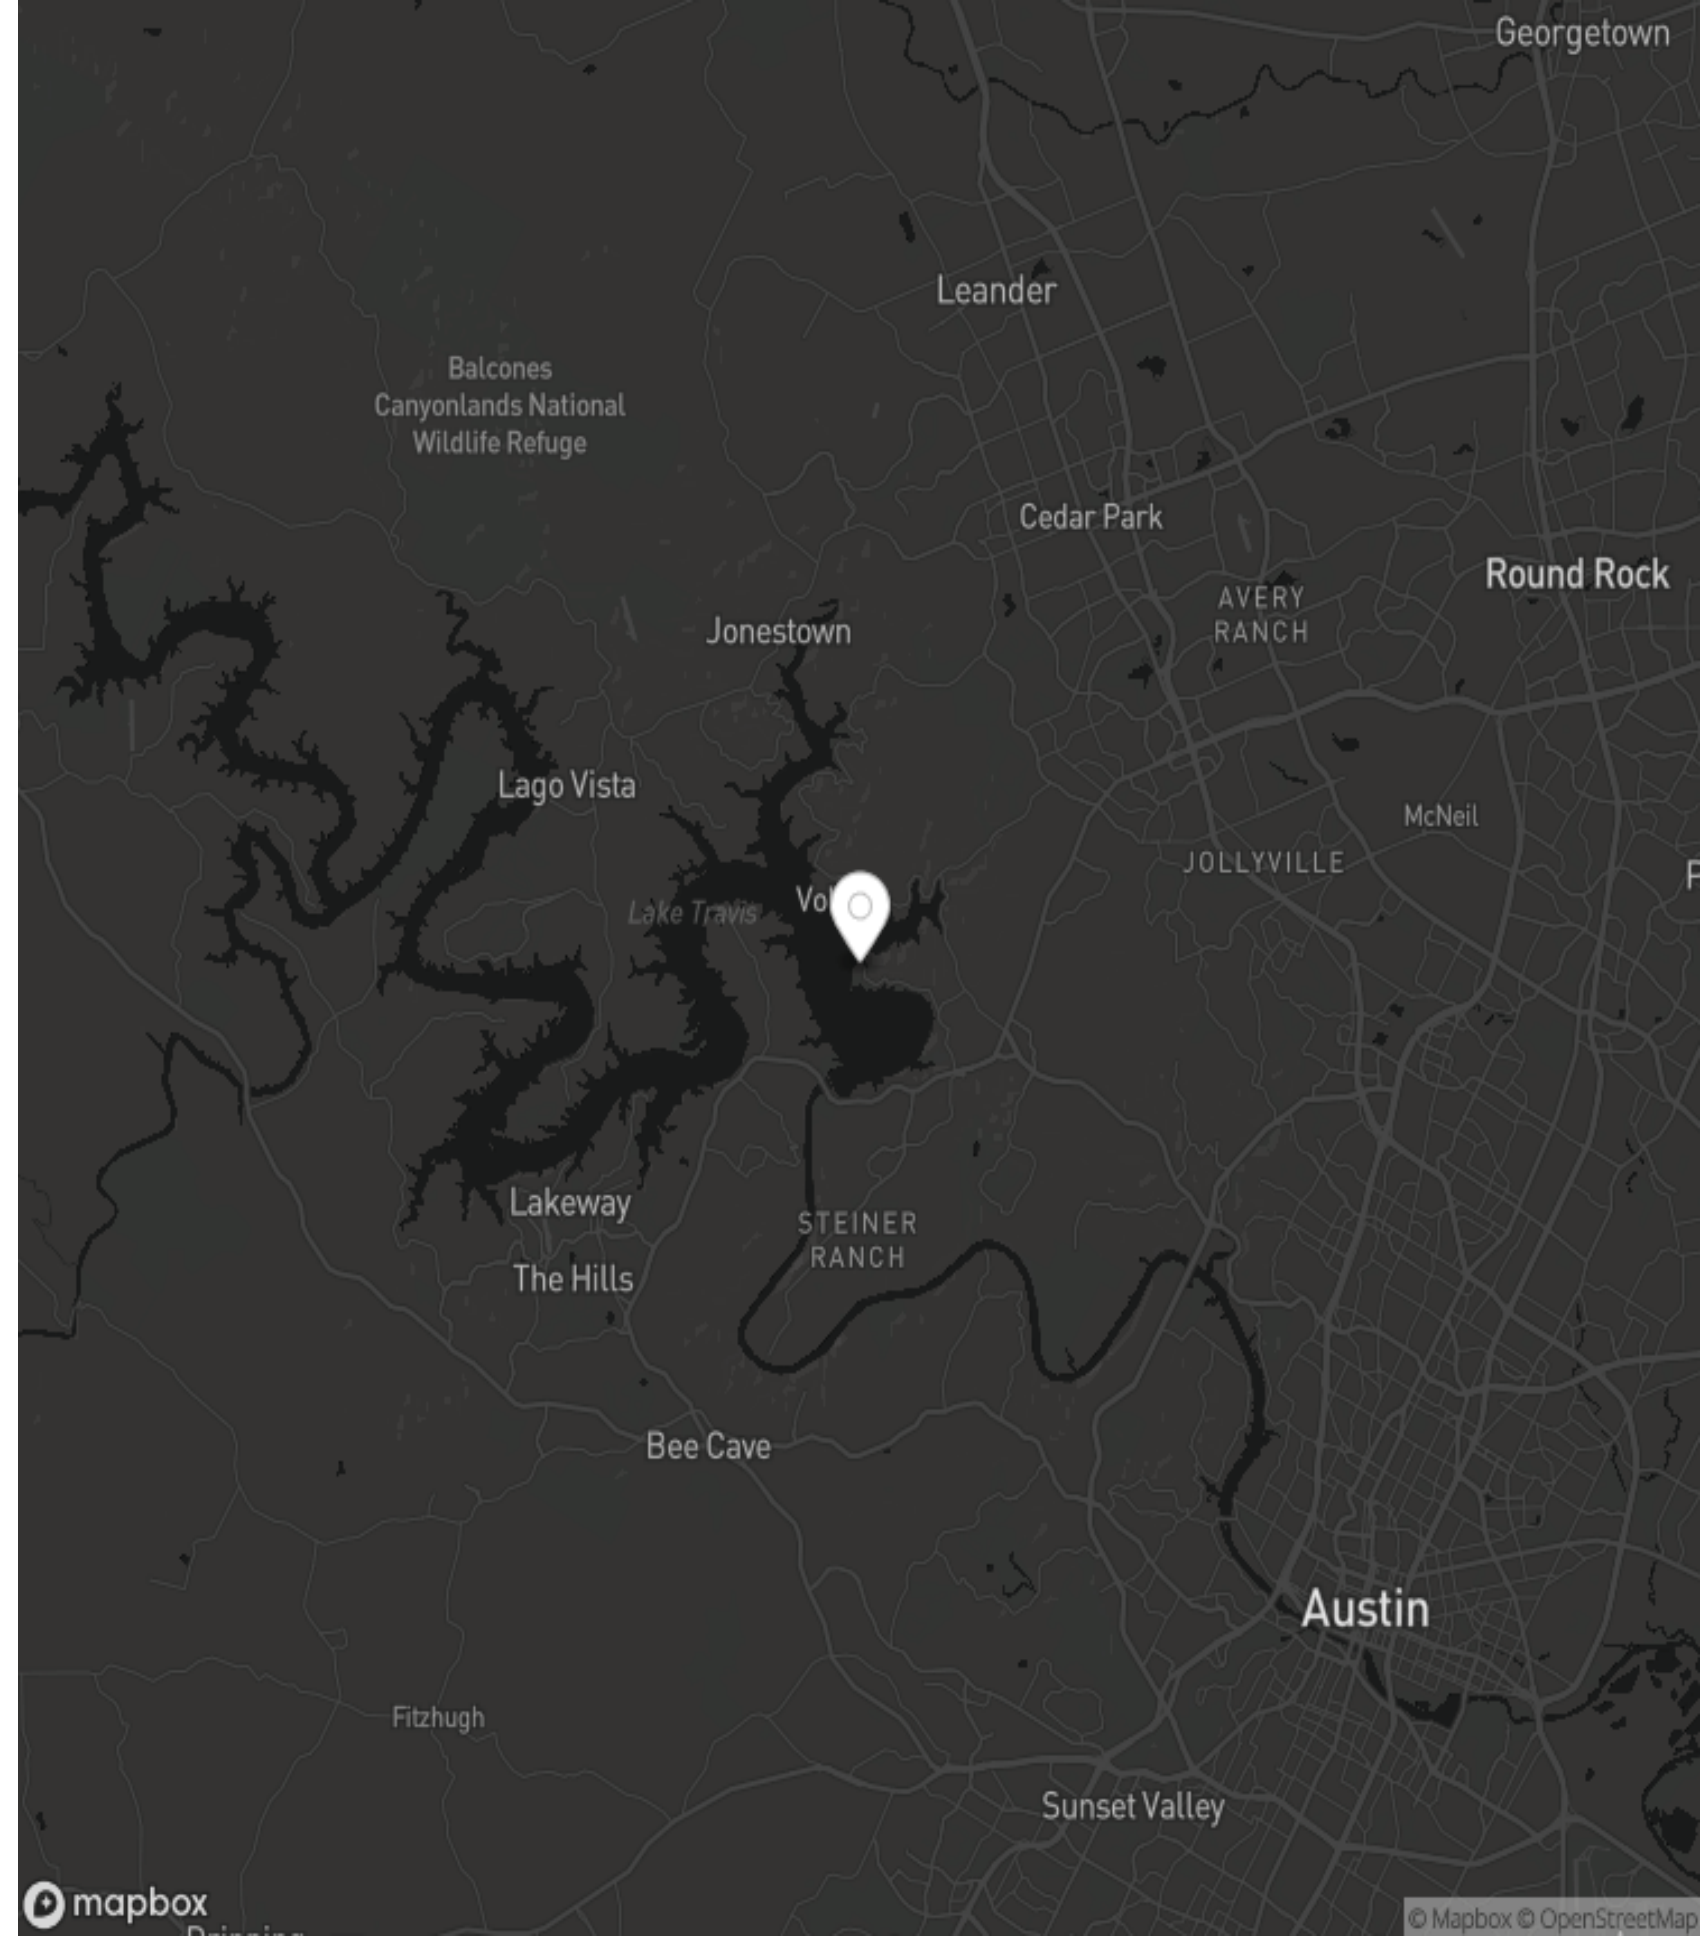 Georgetown
Leander
Balcones
Canyonlands National
Wildlife Refuge
Cedar Park
Round Rock
AVERY
RANCH
Jonestown
Lago Vista
McNeil
JOLLYVILLE
Lake Travis
Lakeway
STEINER
RANCH
The Hills
Bee Cave
Austin
Fitzhugh
Sunset Valley
mapbox
© Mapbox © OpenStreetMap